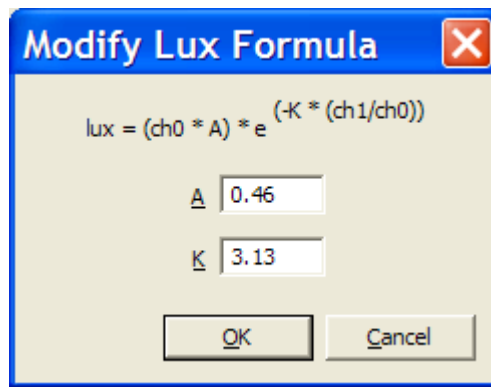 Modify Lux Formula
lux = (ch0 * A) * e (-K * (ch1/ch0))
A 0.46
K 3.13
OK Cancel